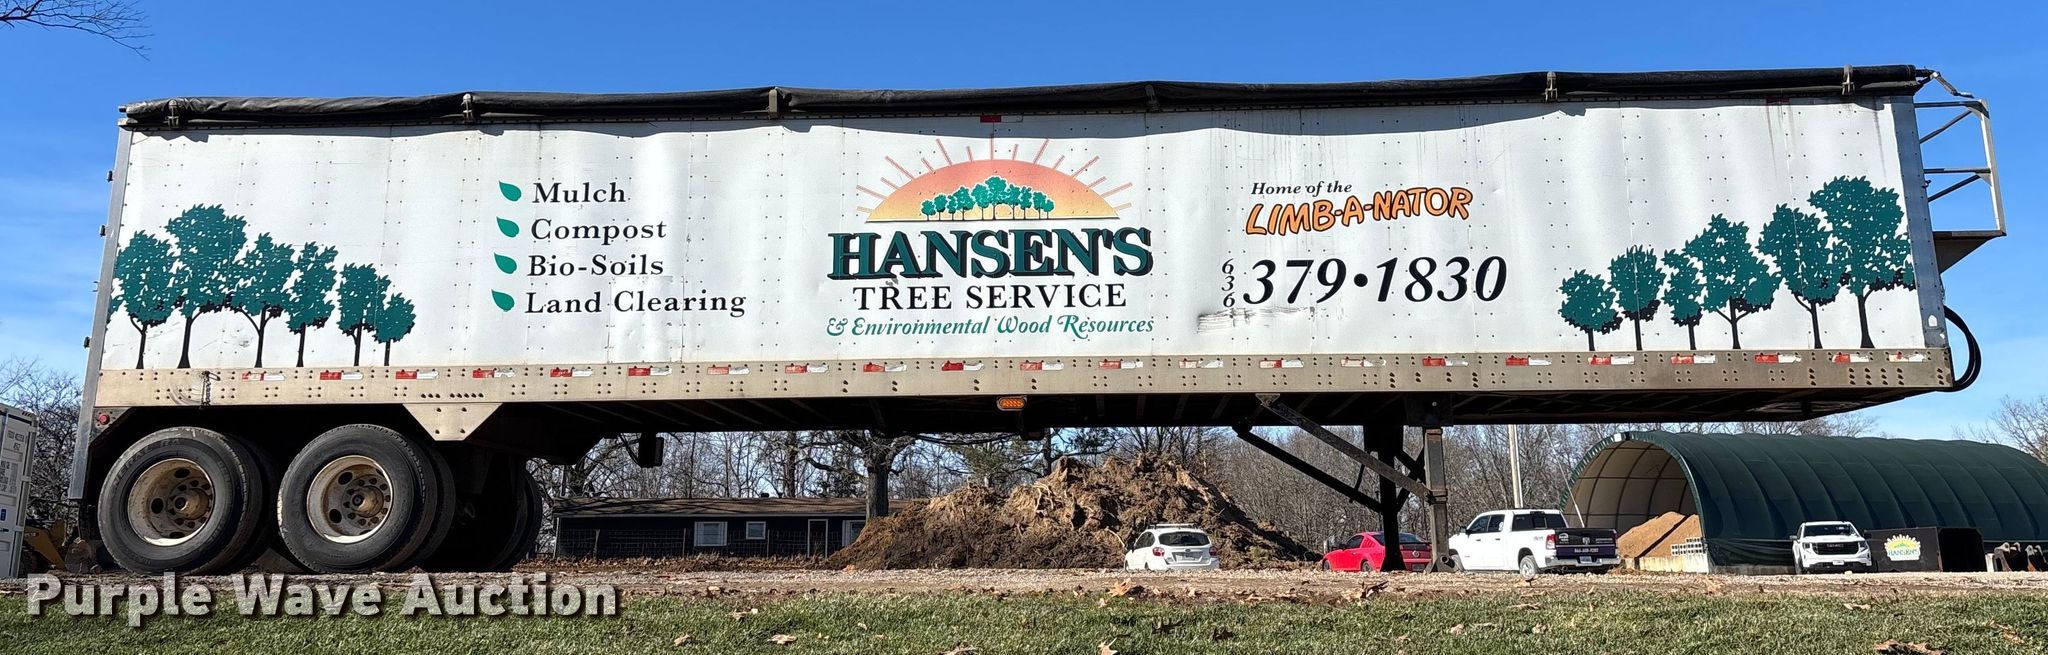 Mulch
Compost
Bio-Soils
Land Clearing
HANSEN'S
TREE SERVICE
& Environmental Wood Resources
Home of the
LIMB-A-NATOR
636 379•1830
HANSEN'S
Purple Wave Auction